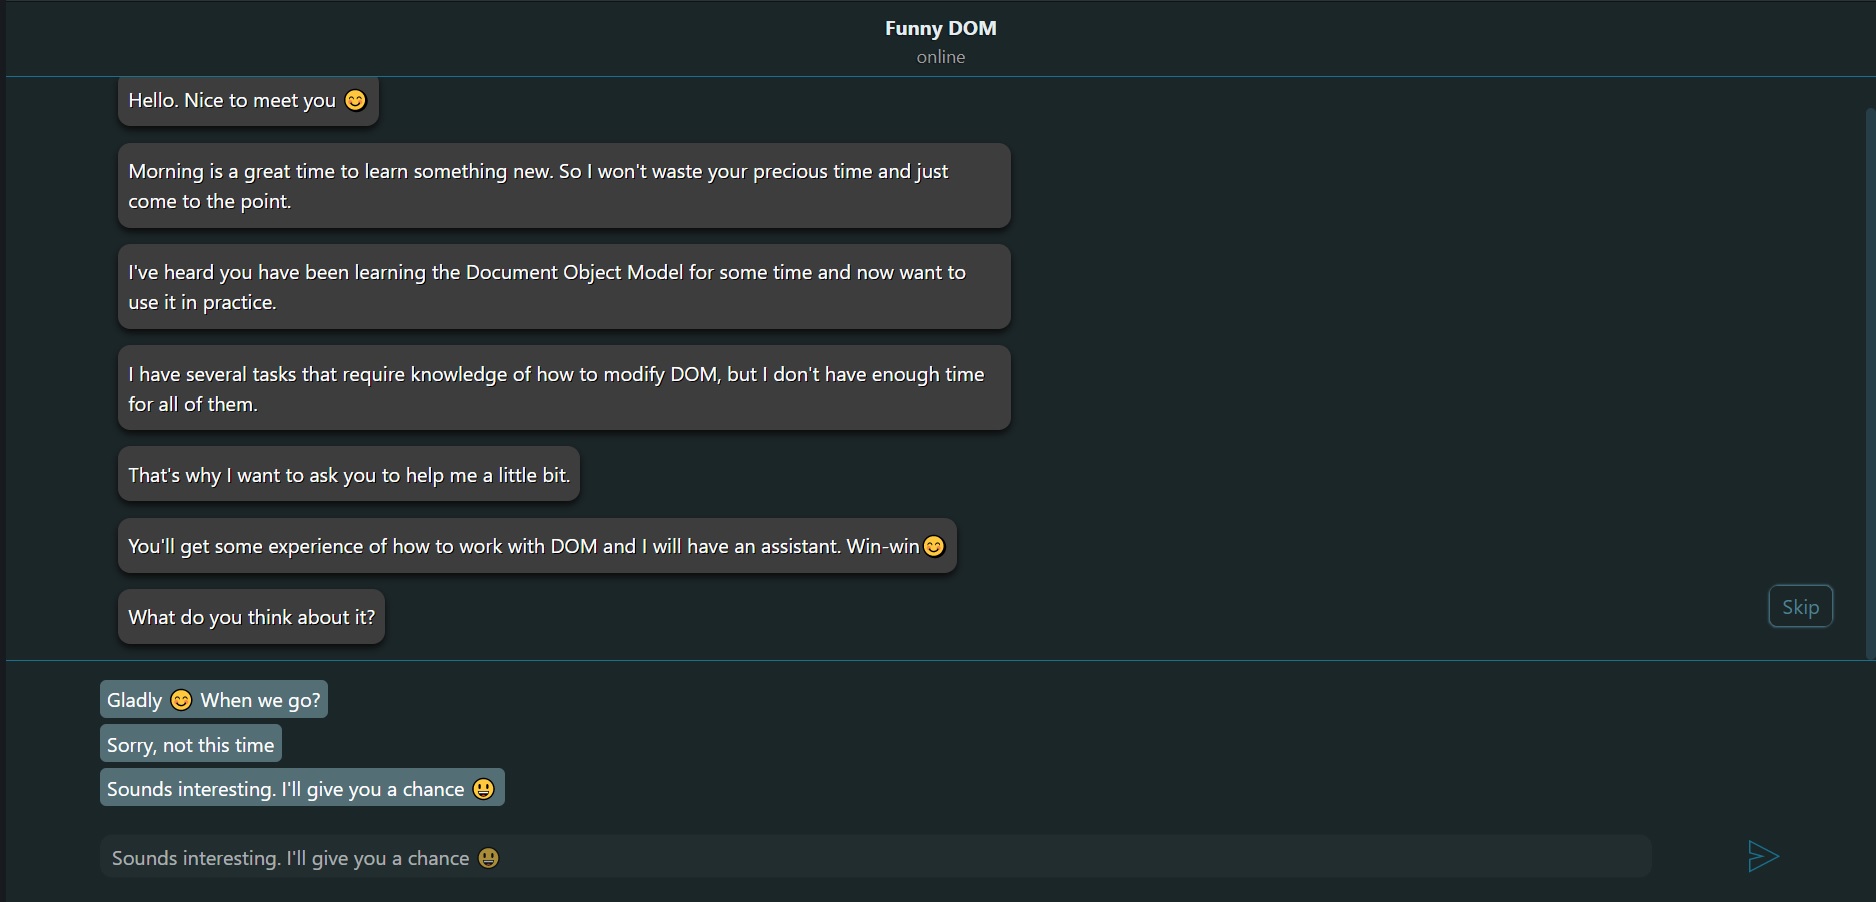 Funny DOM
online
Hello. Nice to meet you 😊
Morning is a great time to learn something new. So I won't waste your precious time and just
come to the point.
I've heard you have been learning the Document Object Model for some time and now want to
use it in practice.
I have several tasks that require knowledge of how to modify DOM, but I don't have enough time
for all of them.
That's why I want to ask you to help me a little bit.
You'll get some experience of how to work with DOM and I will have an assistant. Win-win😊
What do you think about it?
Skip
Gladly 😊 When we go?
Sorry, not this time
Sounds interesting. I'll give you a chance 😃
Sounds interesting. I'll give you a chance 😃